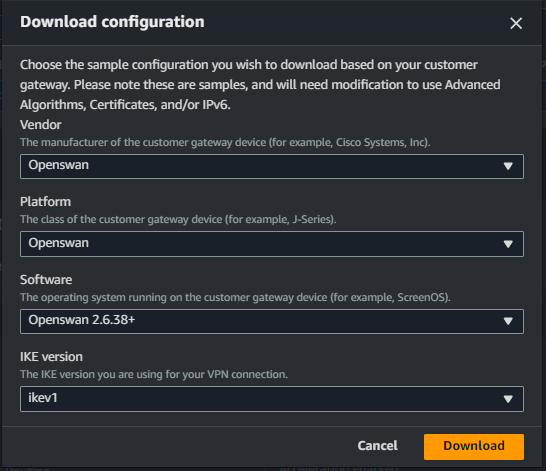 Download configuration
Choose the sample configuration you wish to download based on your customer
gateway. Please note these are samples, and will need modification to use Advanced
Algorithms, Certificates, and/or IPv6.
Vendor
The manufacturer of the customer gateway device (for example, Cisco Systems, Inc).
Openswan
Platform
The class of the customer gateway device (for example, J-Series).
Openswan
Software
The operating system running on the customer gateway device (for example, ScreenOS).
Openswan 2.6.38+
IKE version
The IKE version you are using for your VPN connection.
ikev1
Cancel
Download